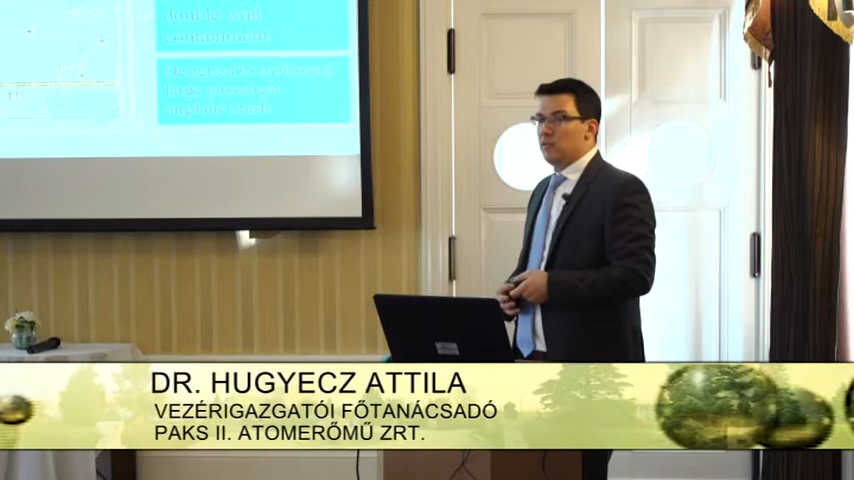 double wall
containment
Designed to withstand
large passenger
airplane crash
DR. HUGYECZ ATTILA
VEZÉRIGAZGATÓI FŐTANÁCSADÓ
PAKS II. ATOMERŐMŰ ZRT.